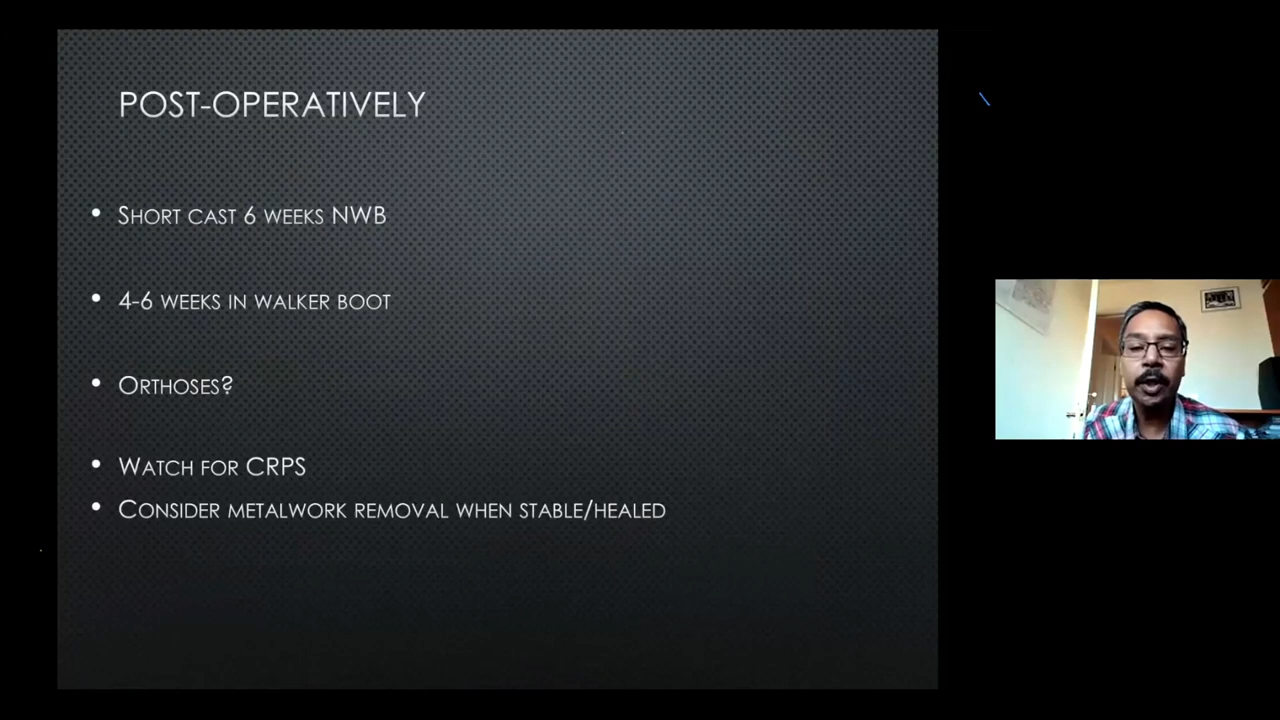 POST-OPERATIVELY
• SHORT CAST 6 WEEKS NWB
• 4-6 WEEKS IN WALKER BOOT
• ORTHOSES?
• WATCH FOR CRPS
• CONSIDER METALWORK REMOVAL WHEN STABLE/HEALED